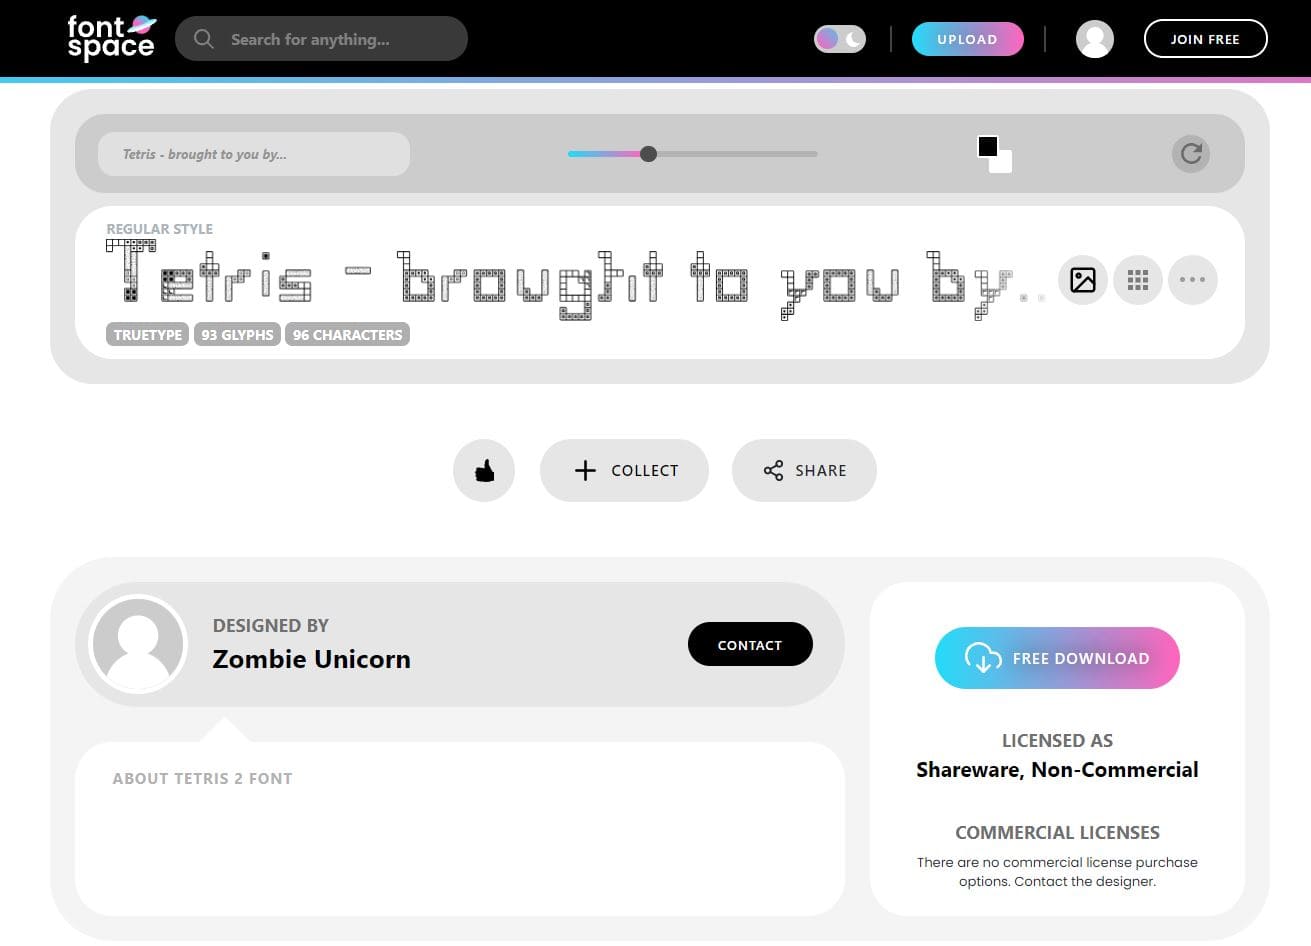 font
space
Search for anything...
UPLOAD
JOIN FREE
Tetris - brought to you by...
REGULAR STYLE
Tetris - brought to you by...
TRUETYPE 93 GLYPHS 96 CHARACTERS
COLLECT
SHARE
DESIGNED BY
Zombie Unicorn
CONTACT
ABOUT TETRIS 2 FONT
FREE DOWNLOAD
LICENSED AS
Shareware, Non-Commercial
COMMERCIAL LICENSES
There are no commercial license purchase
options. Contact the designer.